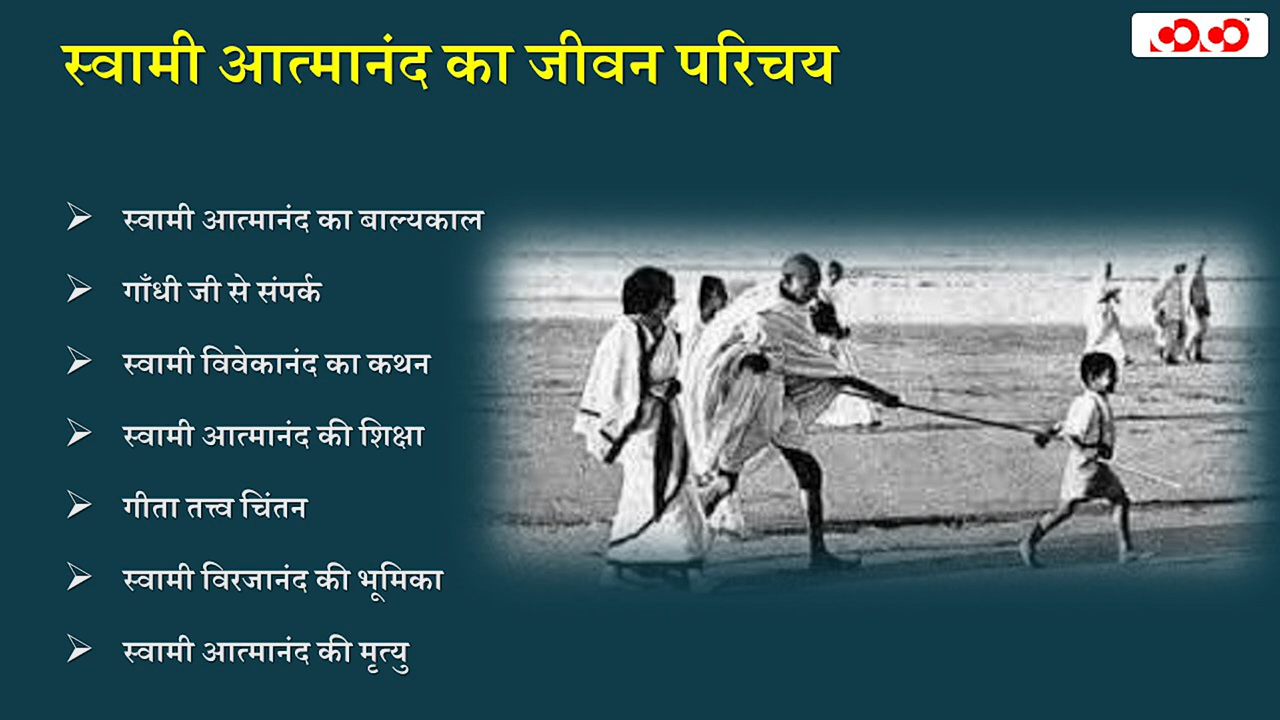 स्वामी आत्मानंद का जीवन परिचय
स्वामी आत्मानंद का बाल्यकाल
गाँधी जी से संपर्क
स्वामी विवेकानंद का कथन
स्वामी आत्मानंद की शिक्षा
गीता तत्त्व चिंतन
स्वामी विरजानंद की भूमिका
स्वामी आत्मानंद की मृत्यु